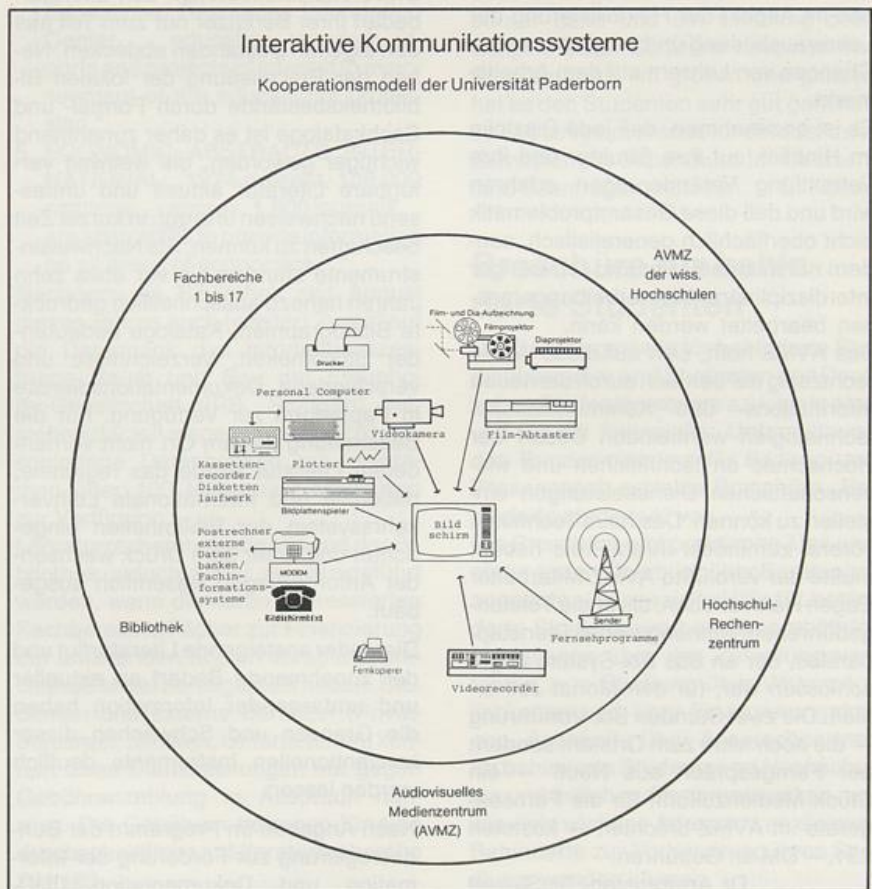 Interaktive Kommunikationssysteme
Kooperationsmodell der Universität Paderborn
Fachbereiche
1 bis 17
AVMZ
der wiss.
Hochschulen
Film- und Dia-Aufzeichnung
Filmprojektor
Diaprojektor
Drucker
Personal Computer
Videokamera
Film-Abtaster
Kassetten-
recorder/
Disketten
laufwerk
Plotter
Bildplattenspieler
Bild
schirm
Postrechner
externe
Daten-
banken/
Fachin-
formations-
systeme
MODEM
Bildschirmtext
Sender
Fernsehprogramme
Bibliothek
Hochschul-
Rechen-
zentrum
Fernkopierer
Videorecorder
Audiovisuelles
Medienzentrum
(AVMZ)